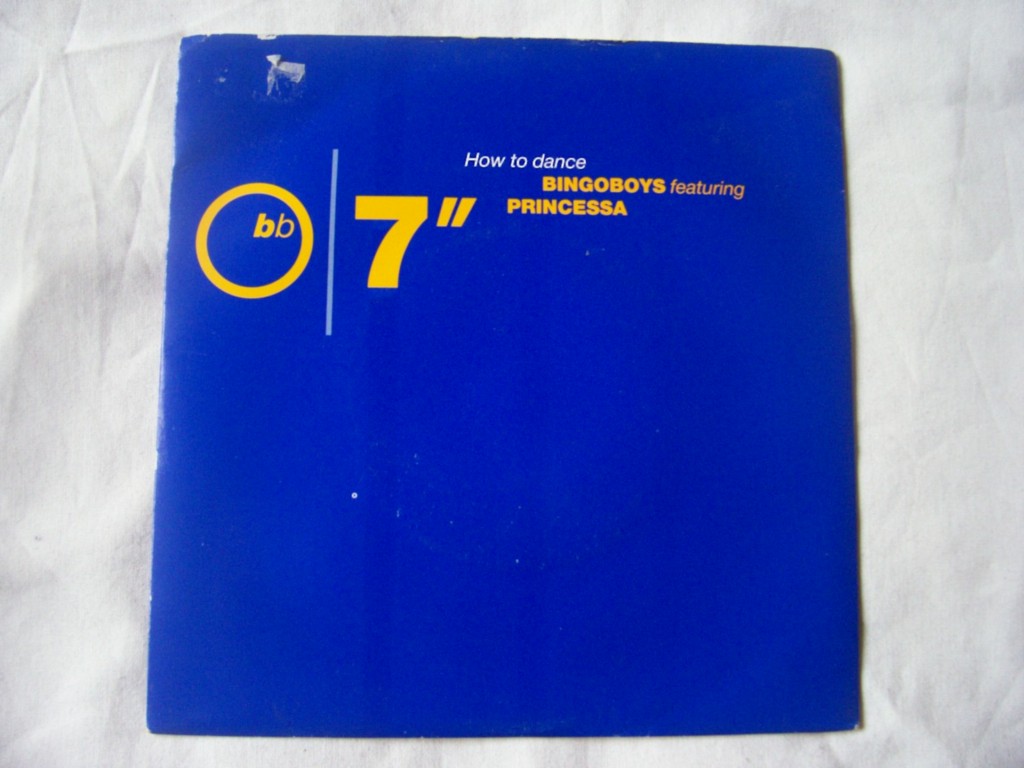 bb
7"
How to dance
BINGOBOYS featuring
PRINCESSA